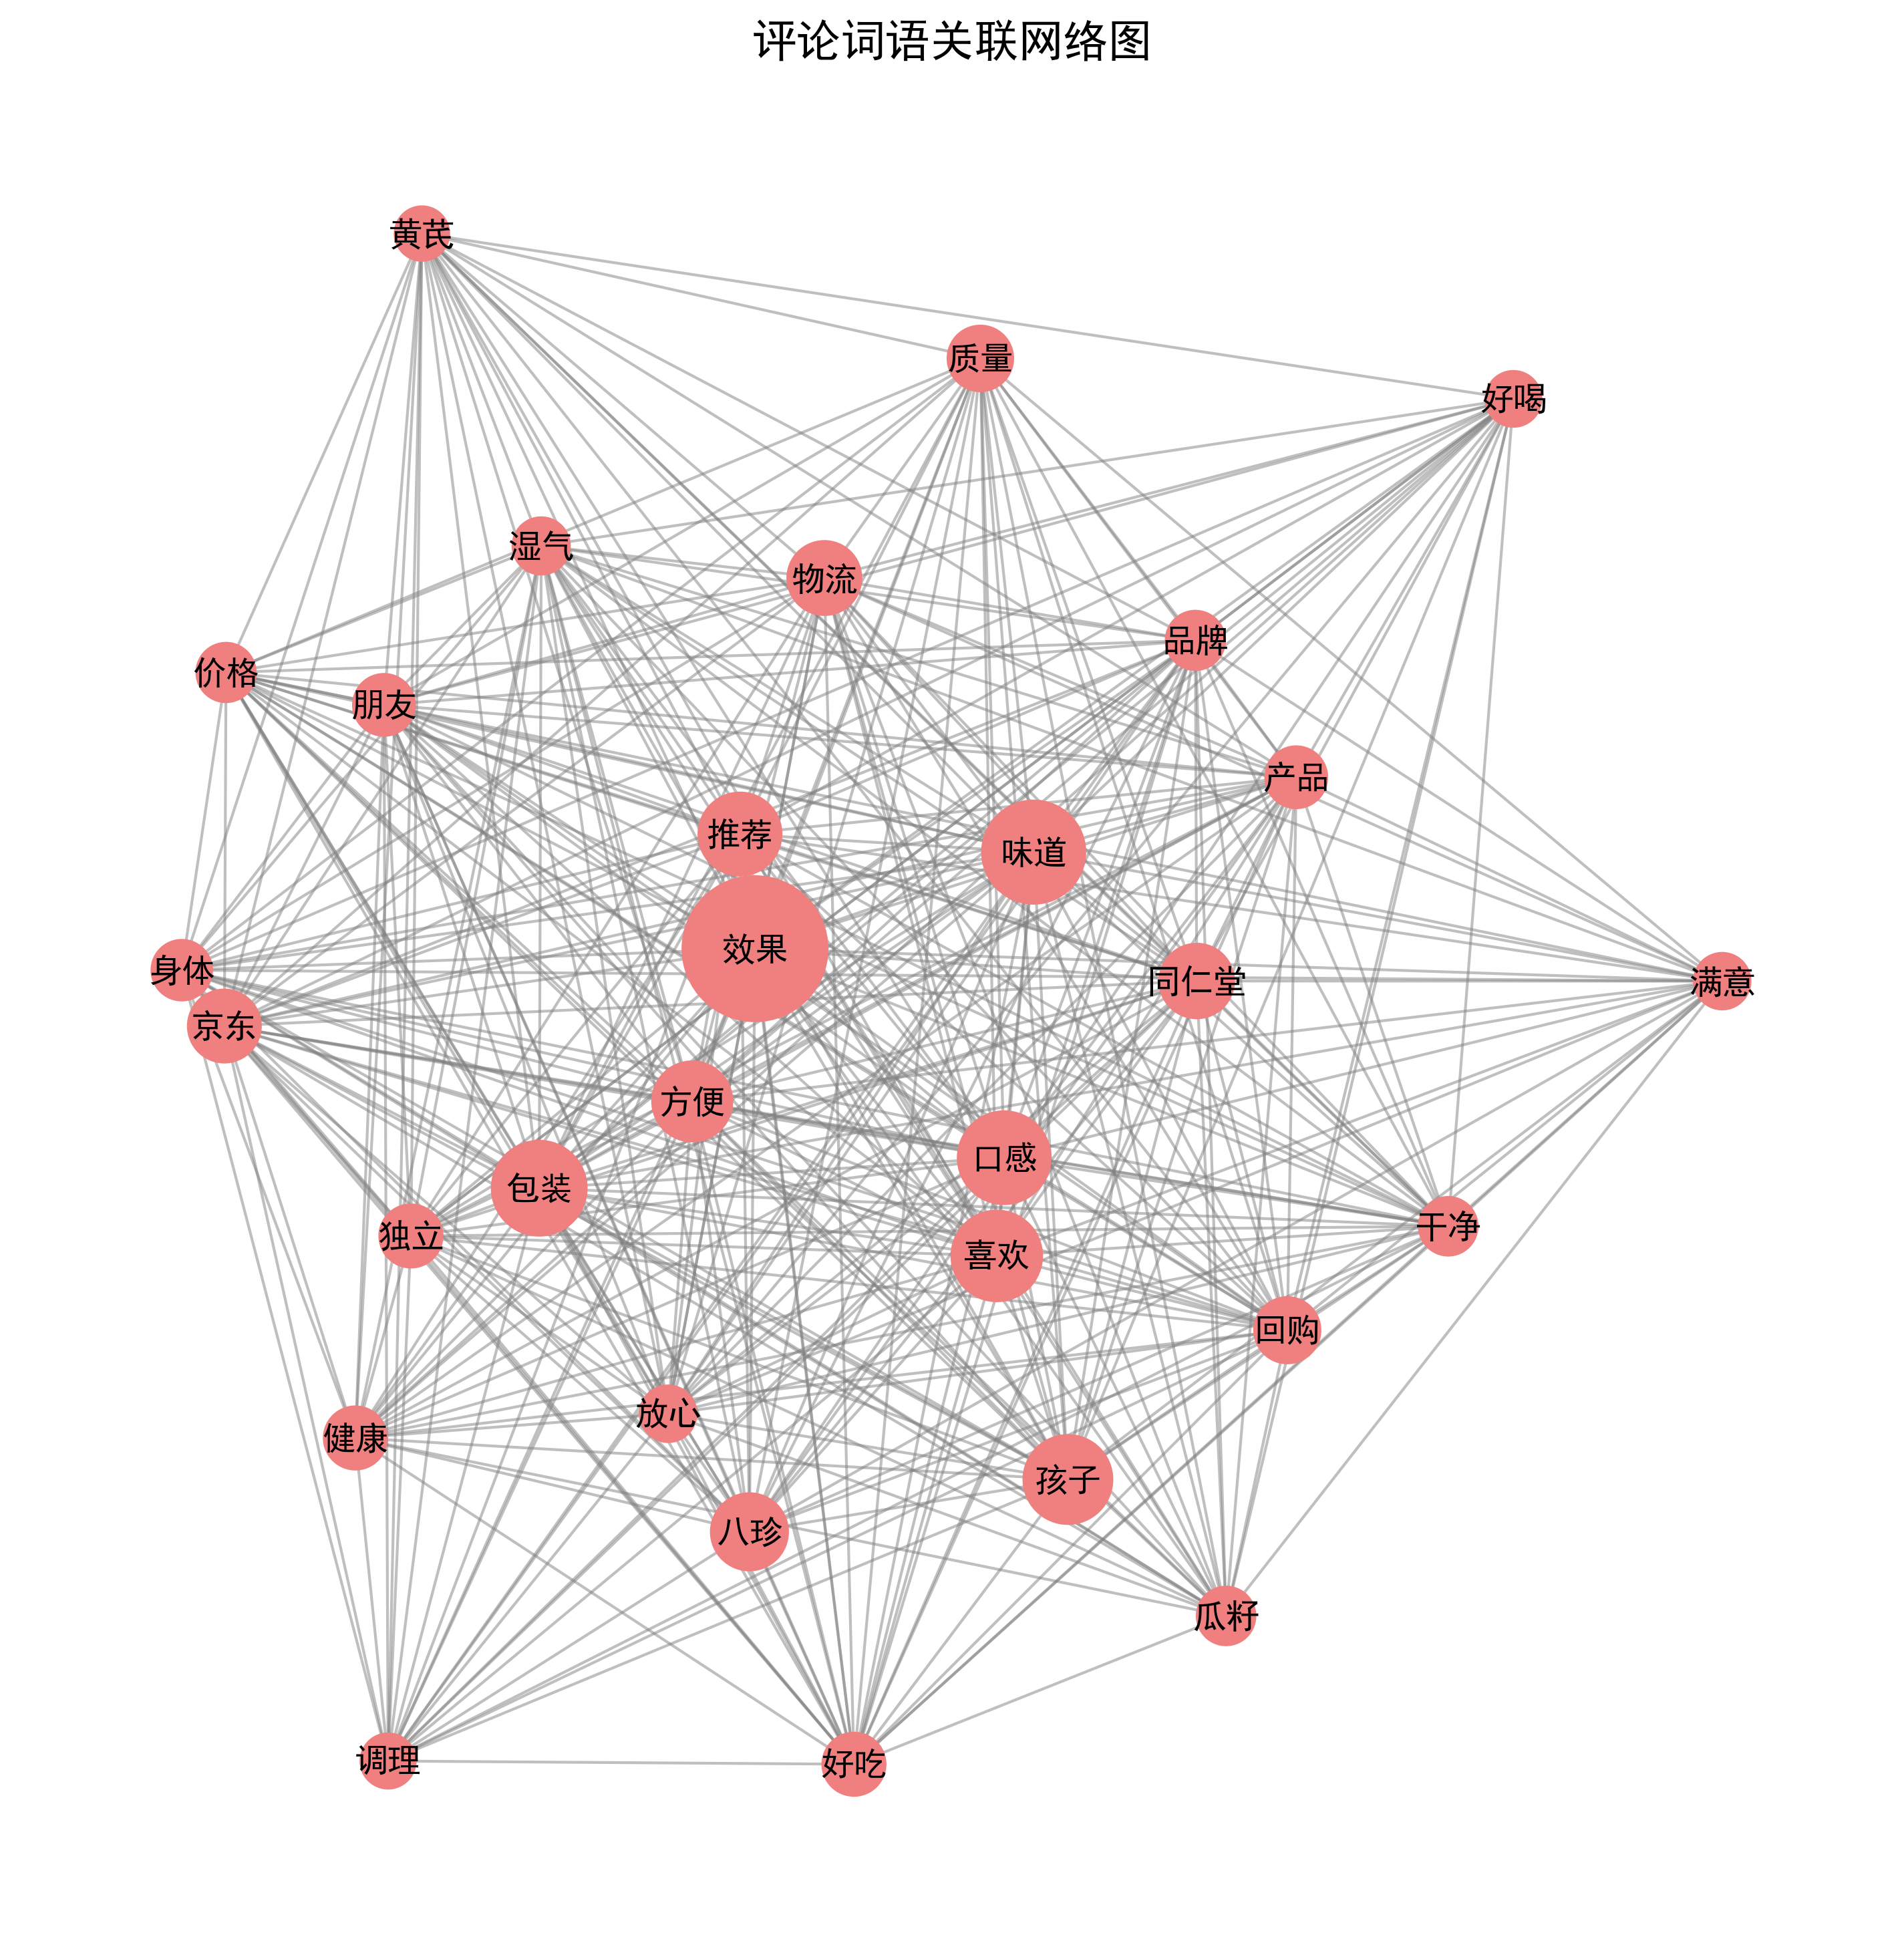 评论词语关联网络图
黄芪
质量
好喝
湿气
物流
品牌
价格
朋友
产品
推荐
味道
效果
身体
同仁堂
满意
京东
方便
口感
包装
独立
干净
喜欢
回购
放心
健康
孩子
八珍
瓜籽
调理
好吃